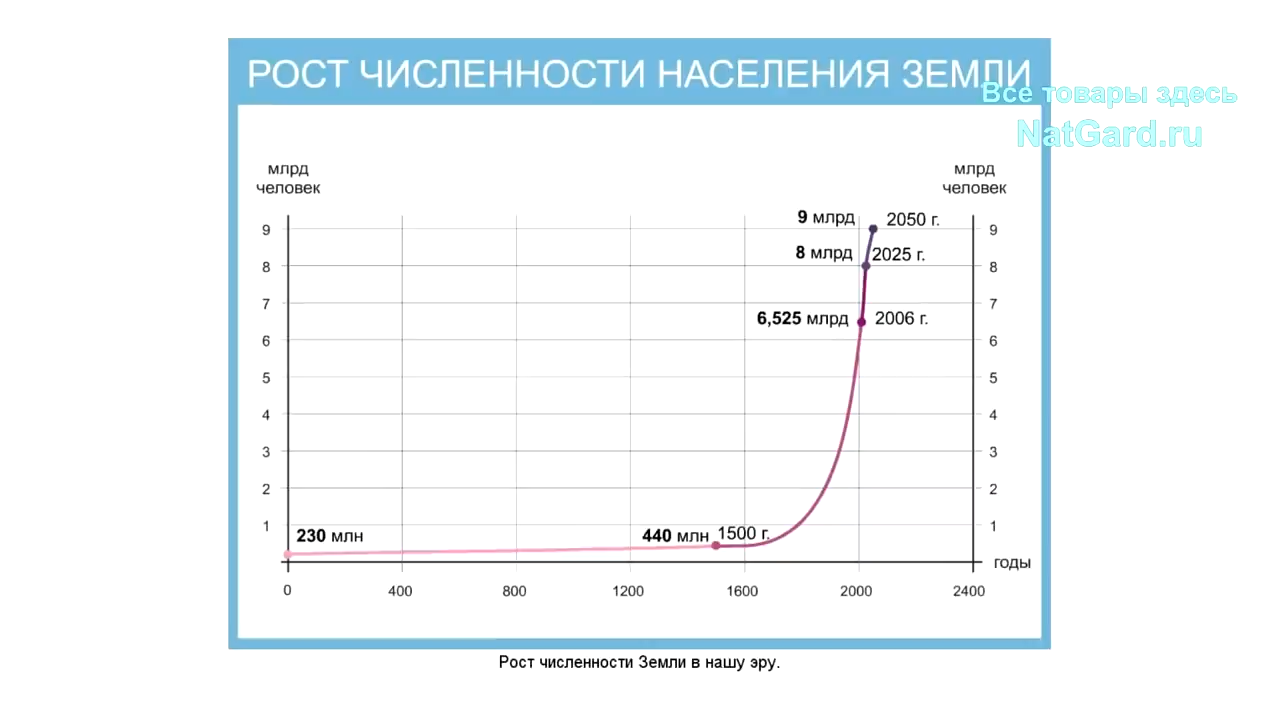 РОСТ ЧИСЛЕННОСТИ НАСЕЛЕНИЯ ЗЕМЛИ
Все товары здесь
NatGard.ru
млрд
человек
млрд
человек
9 млрд
2050 г.
9
9
8 млрд
2025 г.
8
8
7
7
6,525 млрд
2006 г.
6
6
5
5
4
4
3
3
2
2
1
1
230 млн
440 млн
1500 г.
годы
0
400
800
1200
1600
2000
2400
Рост численности Земли в нашу эру.